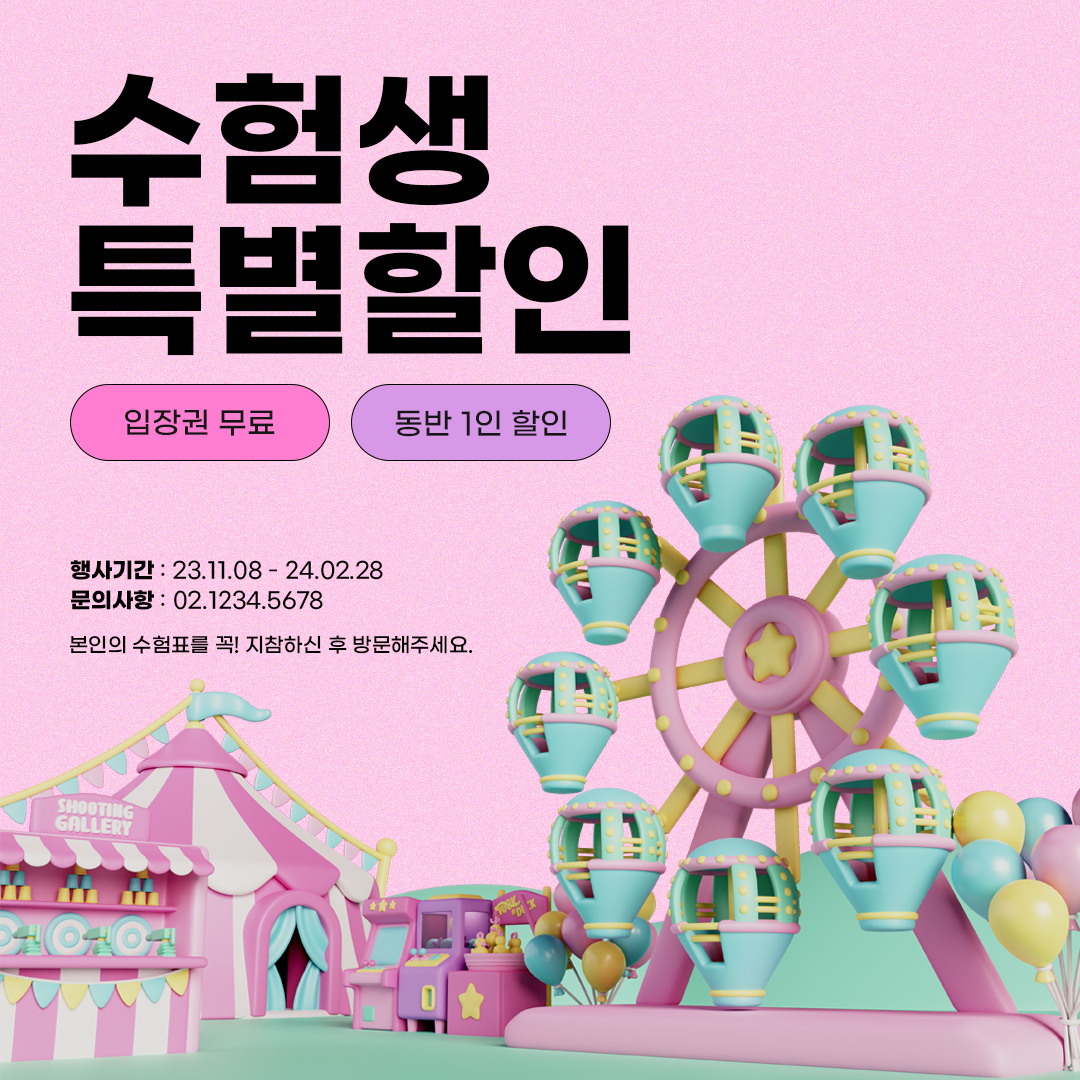 수험생
특별할인
입장권 무료
동반 1인 할인
행사기간 : 23.11.08 - 24.02.28
문의사항 : 02.1234.5678
본인의 수험표를 꼭! 지참하신 후 방문해주세요.
SHOOTING
GALLERY